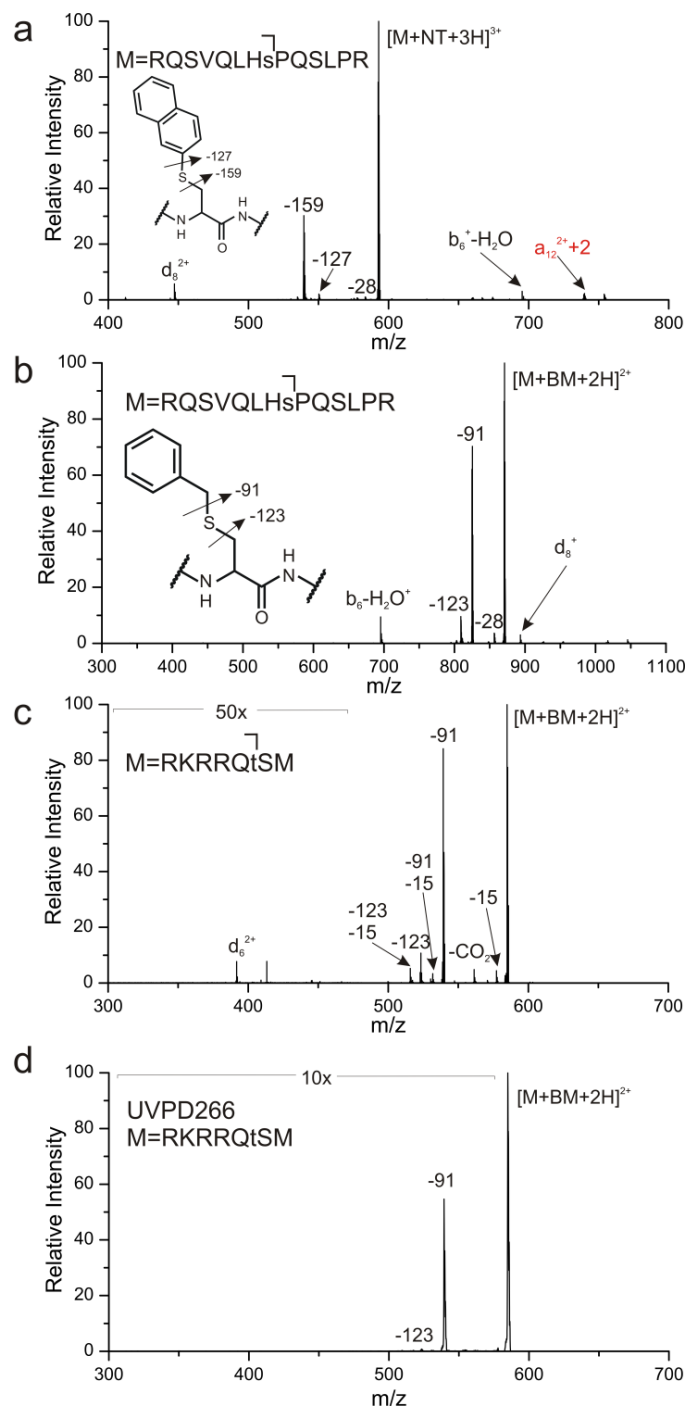 a
[M+NT+3H]³⁺
M=RQSVQLHsPQSLPR
-127
S
-159
H
N
N
H
O
-159
-127
-28
d₈²⁺
b₆⁺-H₂O
a₁₂²⁺+2
Relative Intensity
100
80
60
40
20
0
400
500
600
700
800
m/z
b
[M+BM+2H]²⁺
M=RQSVQLHsPQSLPR
-91
-91
S
-123
H
N
N
H
O
b₆-H₂O⁺
-123
-28
d₈⁺
Relative Intensity
100
80
60
40
20
0
300
400
500
600
700
800
900
1000
1100
m/z
c
50x
[M+BM+2H]²⁺
M=RKRRQtSM
-91
-91
-15
-15
-123
-15
-123
-CO₂
d₆²⁺
Relative Intensity
100
80
60
40
20
0
300
400
500
600
700
m/z
d
10x
[M+BM+2H]²⁺
UVPD266
M=RKRRQtSM
-91
-123
Relative Intensity
100
80
60
40
20
0
300
400
500
600
700
m/z